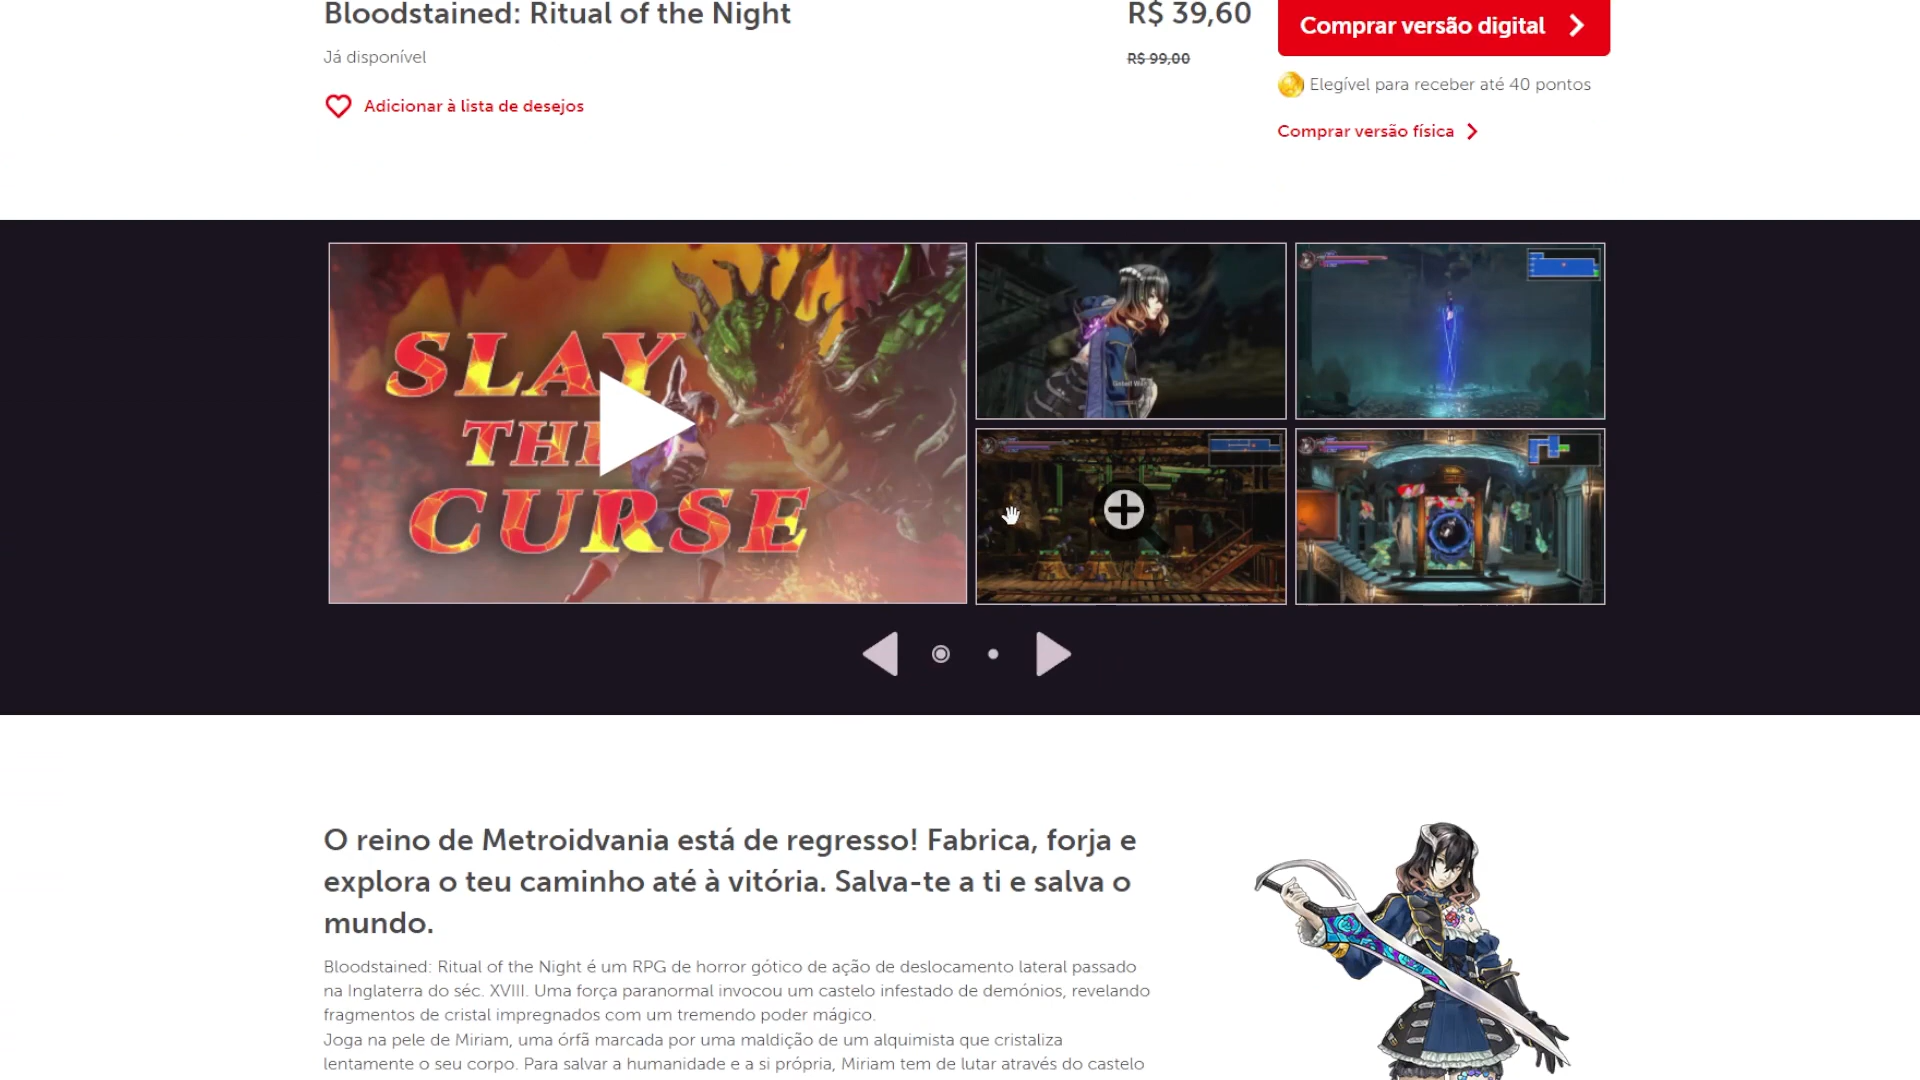 Bloodstained: Ritual of the Night
R$ 39,60
Comprar versão digital
Já disponível
R$ 99,00
Elegível para receber até 40 pontos
Adicionar à lista de desejos
Comprar versão física
SLAY
THE
CURSE
O reino de Metroidvania está de regresso! Fabrica, forja e
explora o teu caminho até à vitória. Salva-te a ti e salva o
mundo.
Bloodstained: Ritual of the Night é um RPG de horror gótico de ação de deslocamento lateral passado
na Inglaterra do séc. XVIII. Uma força paranormal invocou um castelo infestado de demónios, revelando
fragmentos de cristal impregnados com um tremendo poder mágico.
Joga na pele de Miriam, uma órfã marcada por uma maldição de um alquimista que cristaliza
lentamente o seu corpo. Para salvar a humanidade e a si própria, Miriam tem de lutar através do castelo